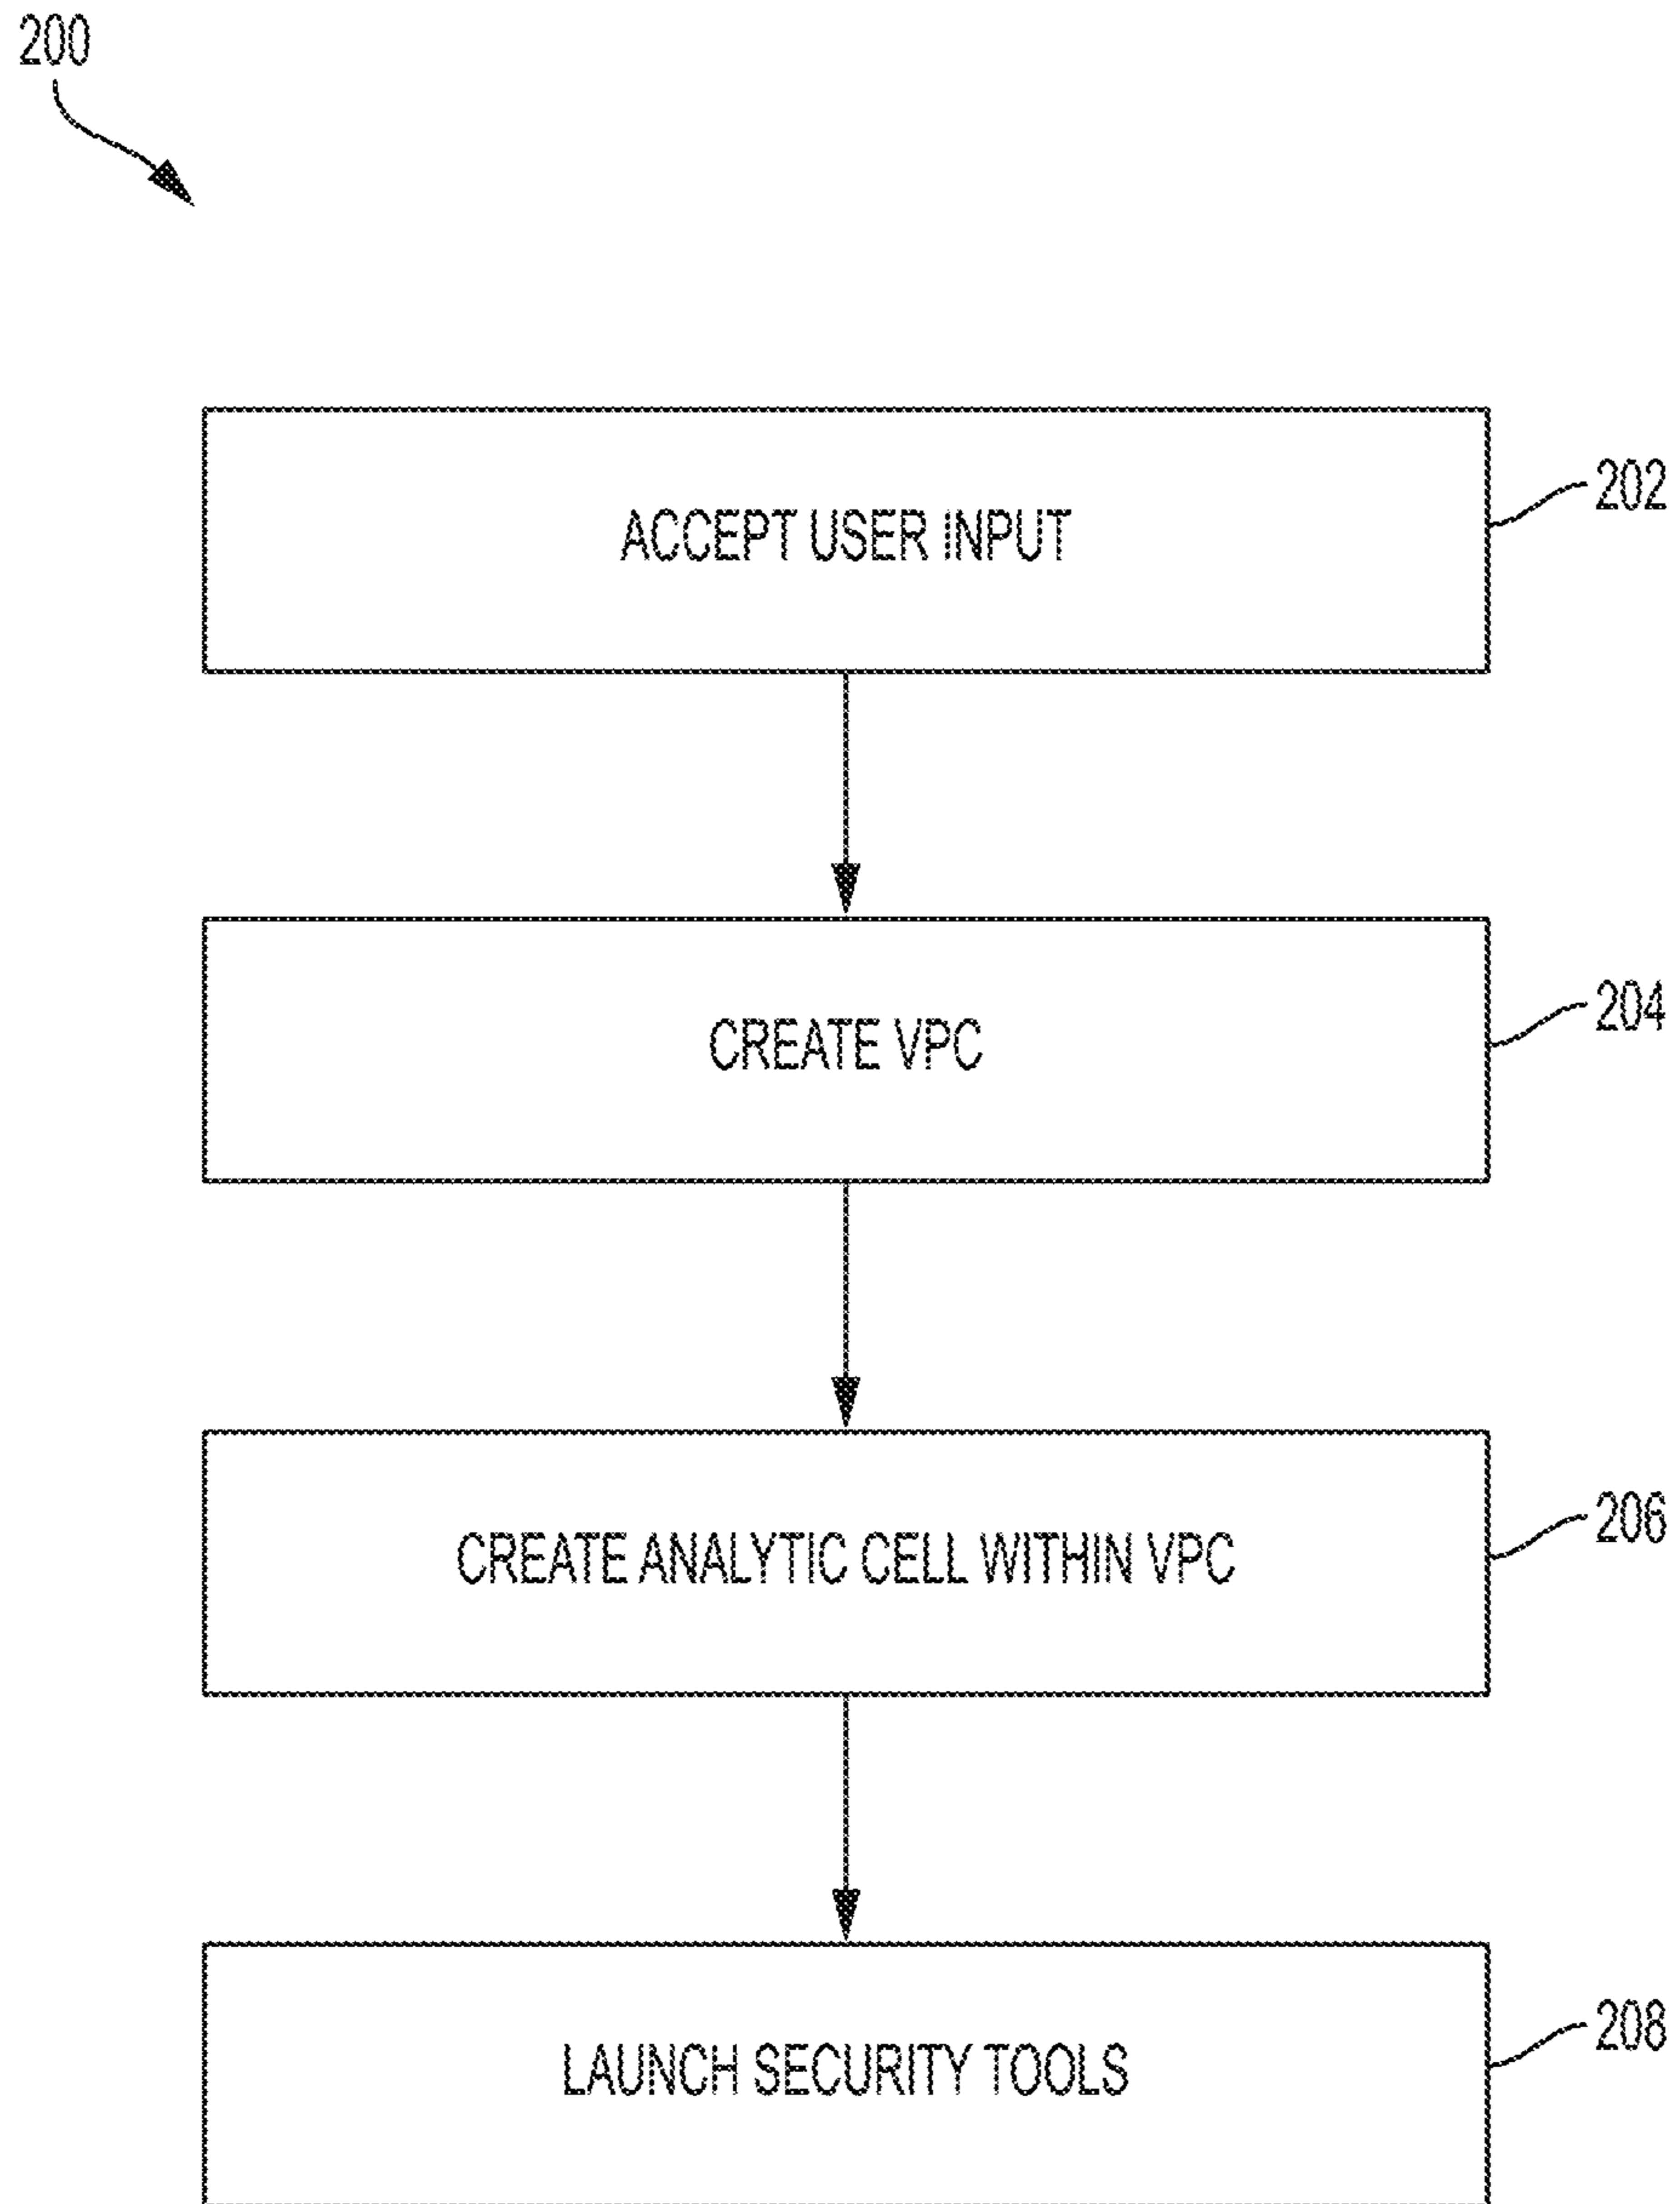 200
ACCEPT USER INPUT
202
CREATE VPC
204
CREATE ANALYTIC CELL WITHIN VPC
206
LAUNCH SECURITY TOOLS
208